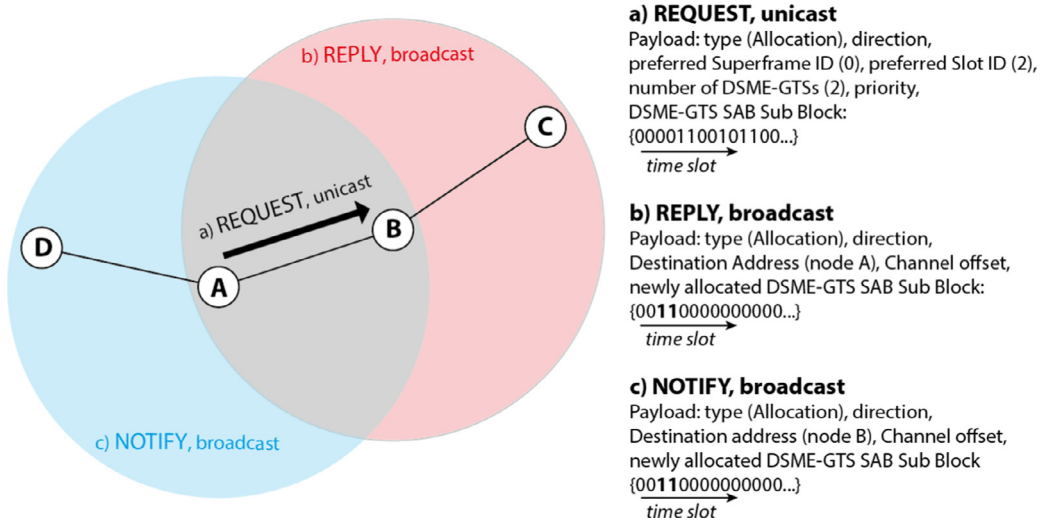 b) REPLY, broadcast
C
a) REQUEST, unicast
B
D
A
c) NOTIFY, broadcast
a) REQUEST, unicast
Payload: type (Allocation), direction,
preferred Superframe ID (0), preferred Slot ID (2),
number of DSME-GTSs (2), priority,
DSME-GTS SAB Sub Block:
{00001100101100...}
time slot
b) REPLY, broadcast
Payload: type (Allocation), direction,
Destination Address (node A), Channel offset,
newly allocated DSME-GTS SAB Sub Block:
{00110000000000...}
time slot
c) NOTIFY, broadcast
Payload: type (Allocation), direction,
Destination address (node B), Channel offset,
newly allocated DSME-GTS SAB Sub Block
{00110000000000...}
time slot